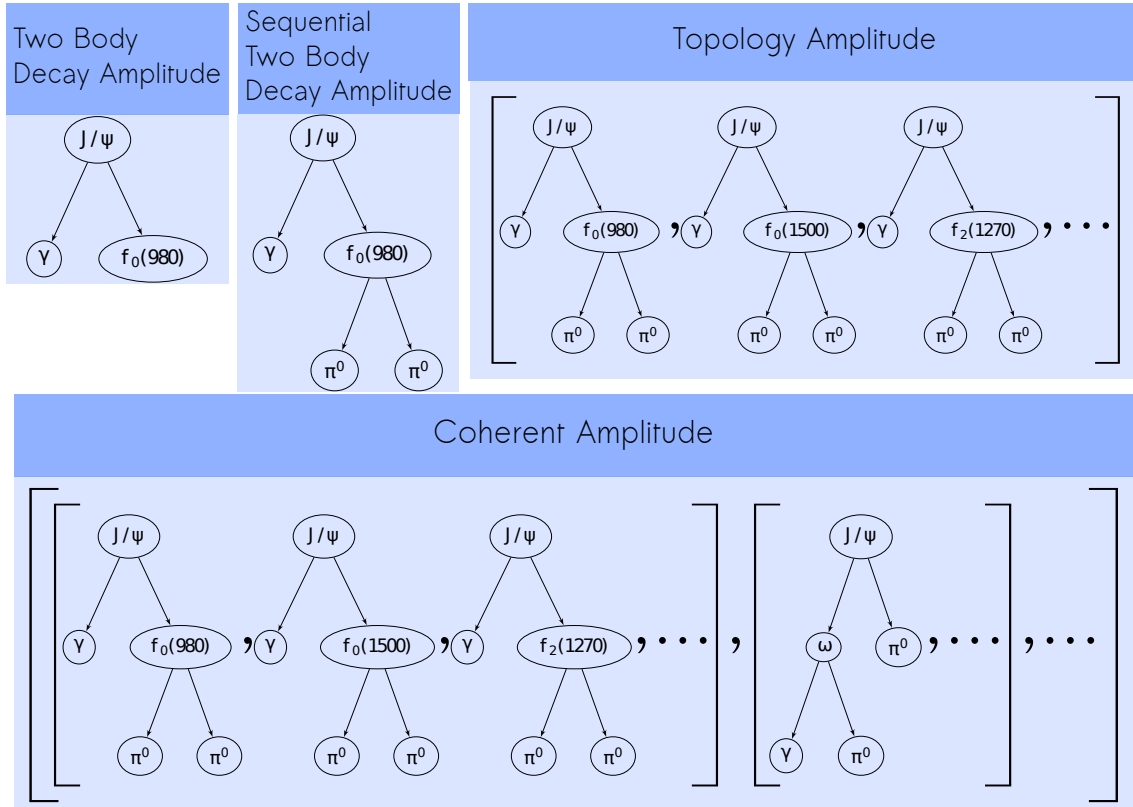 Two Body
Decay Amplitude
J/ψ
γ
f₀(980)
Sequential
Two Body
Decay Amplitude
J/ψ
γ
f₀(980)
π⁰ π⁰
Topology Amplitude
J/ψ J/ψ J/ψ
γ f₀(980) , γ f₀(1500) , γ f₂(1270) , ...
π⁰ π⁰ π⁰ π⁰ π⁰ π⁰
Coherent Amplitude
J/ψ J/ψ J/ψ J/ψ
γ f₀(980) , γ f₀(1500) , γ f₂(1270) , ... , ω π⁰ , ... , ...
π⁰ π⁰ π⁰ π⁰ π⁰ π⁰ γ π⁰